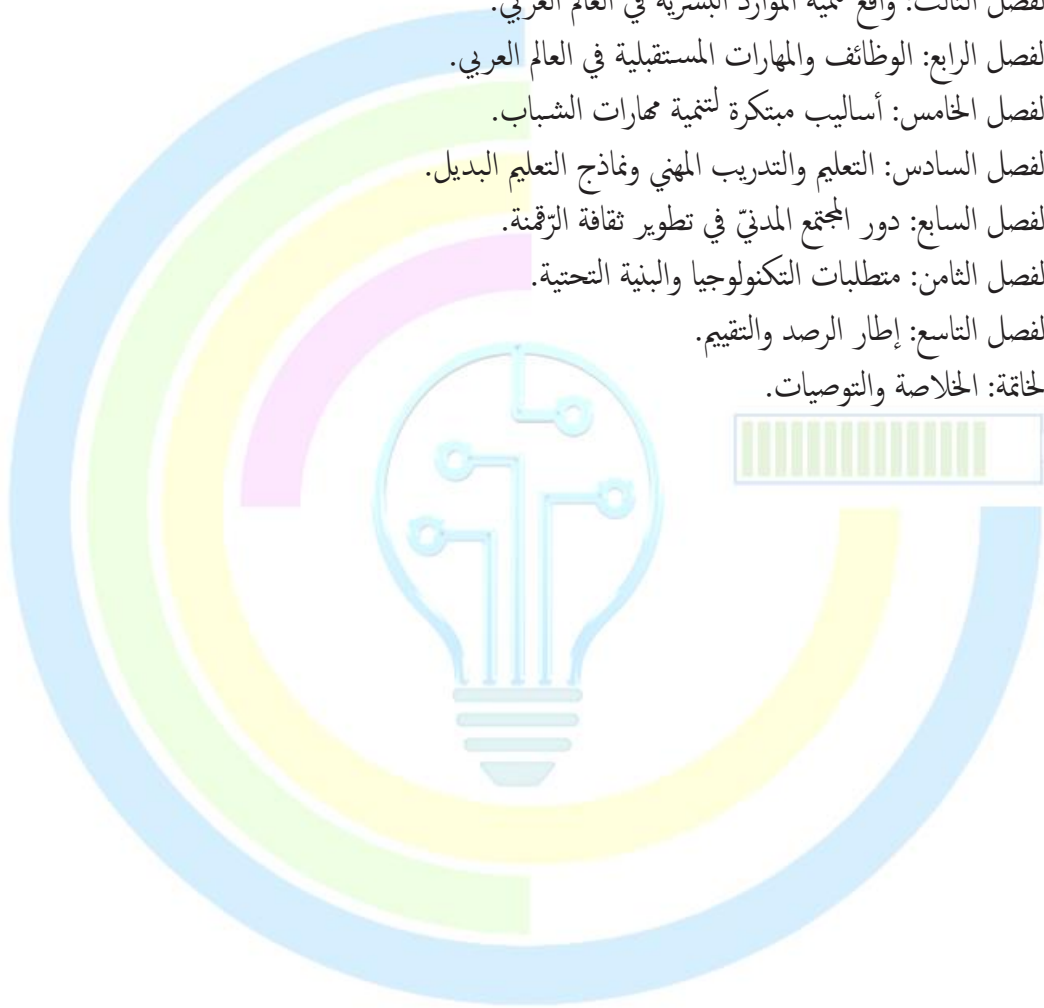 لفصل الثالث: واقع تنمية الموارد البشرية في العالم العربي.
لفصل الرابع: الوظائف والمهارات المستقبلية في العالم العربي.
لفصل الخامس: أساليب مبتكرة لتنمية مهارات الشباب.
لفصل السادس: التعليم والتدريب المهني ونماذج التعليم البديل.
لفصل السابع: دور المجتمع المدنيّ في تطوير ثقافة الرّقمنة.
لفصل الثامن: متطلبات التكنولوجيا والبنية التحتية.
لفصل التاسع: إطار الرصد والتقييم.
لخاتمة: الخلاصة والتوصيات.